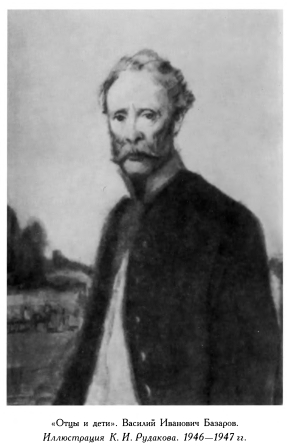 «Отцы и дети». Василий Иванович Базаров.
Иллюстрация К. И. Рудакова. 1946—1947 гг.